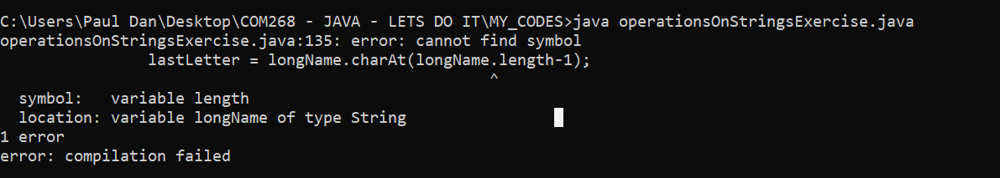 C:\Users\Paul Dan\Desktop\COM268 - JAVA - LETS DO IT\MY_CODES>java operationsOnStringsExercise.java
operationsOnStringsExercise.java:135: error: cannot find symbol
                lastLetter = longName.charAt(longName.length-1);
                                                     ^
  symbol:   variable length
  location: variable longName of type String
1 error
error: compilation failed